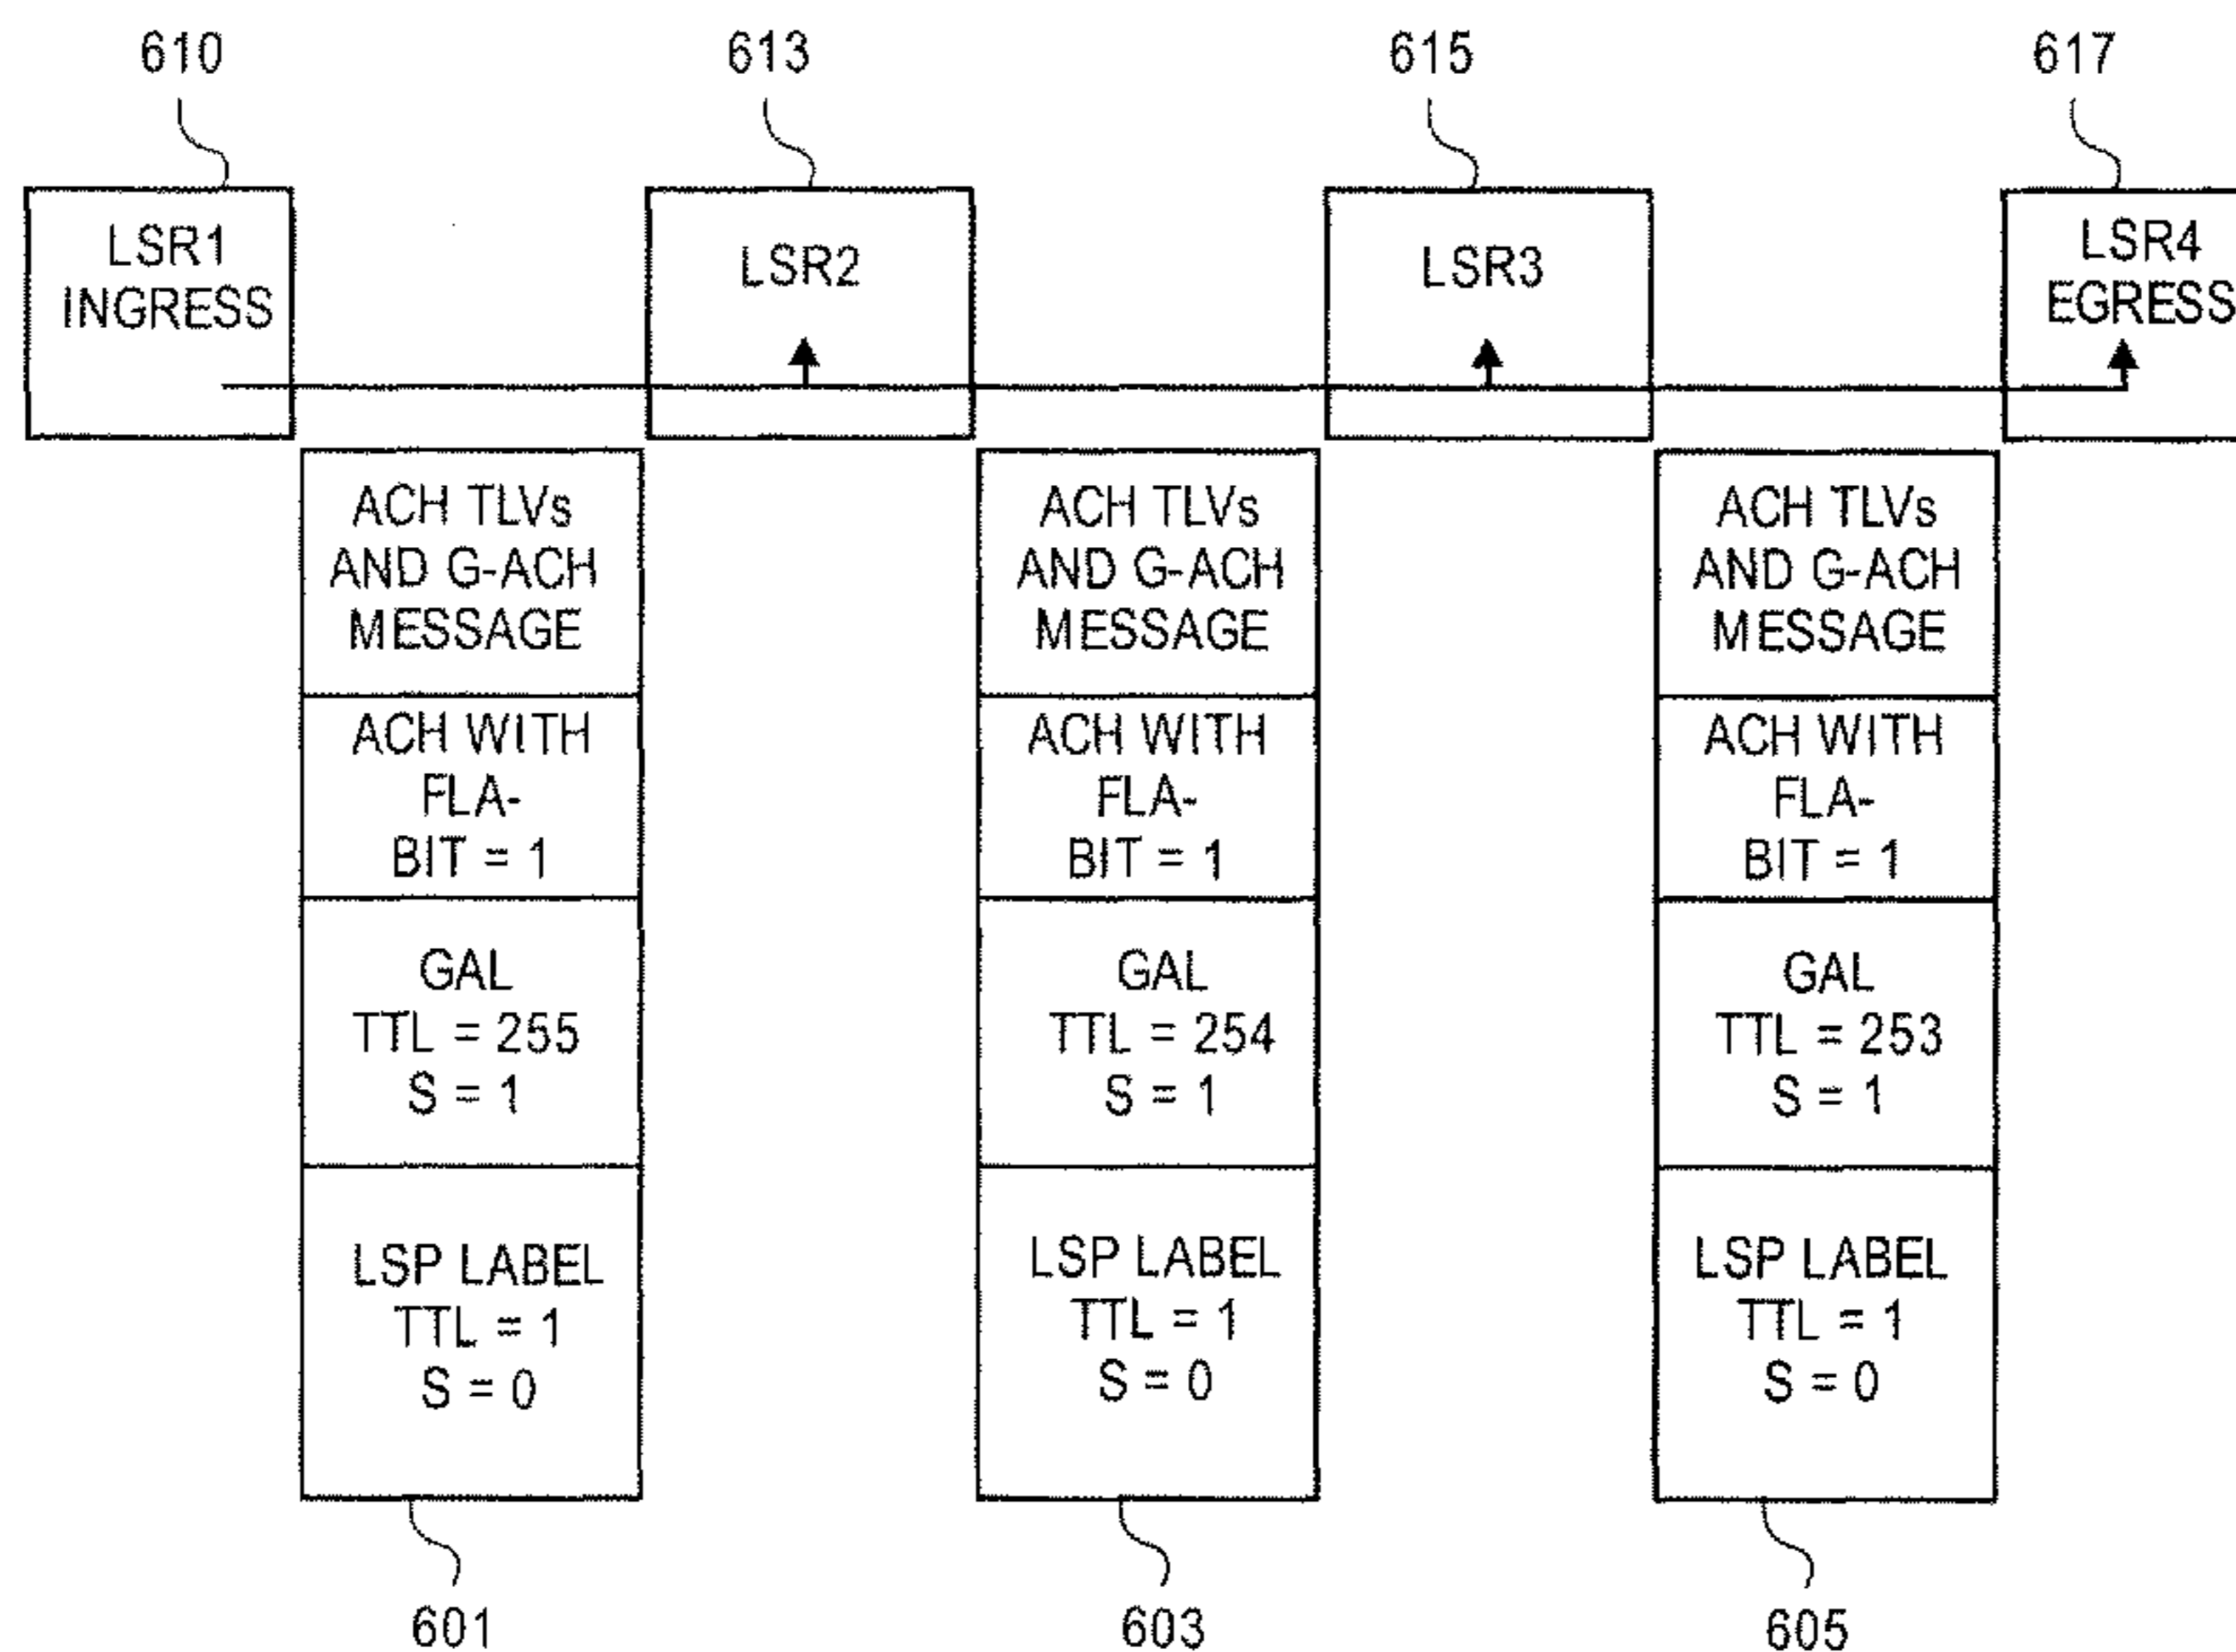 610
613
615
617
LSR1
INGRESS
LSR2
LSR3
LSR4
EGRESS
ACH TLVs
AND G-ACH
MESSAGE
ACH WITH
FLA-
BIT = 1
GAL
TTL = 255
S = 1
LSP LABEL
TTL = 1
S = 0
601
ACH TLVs
AND G-ACH
MESSAGE
ACH WITH
FLA-
BIT = 1
GAL
TTL = 254
S = 1
LSP LABEL
TTL = 1
S = 0
603
ACH TLVs
AND G-ACH
MESSAGE
ACH WITH
FLA-
BIT = 1
GAL
TTL = 253
S = 1
LSP LABEL
TTL = 1
S = 0
605